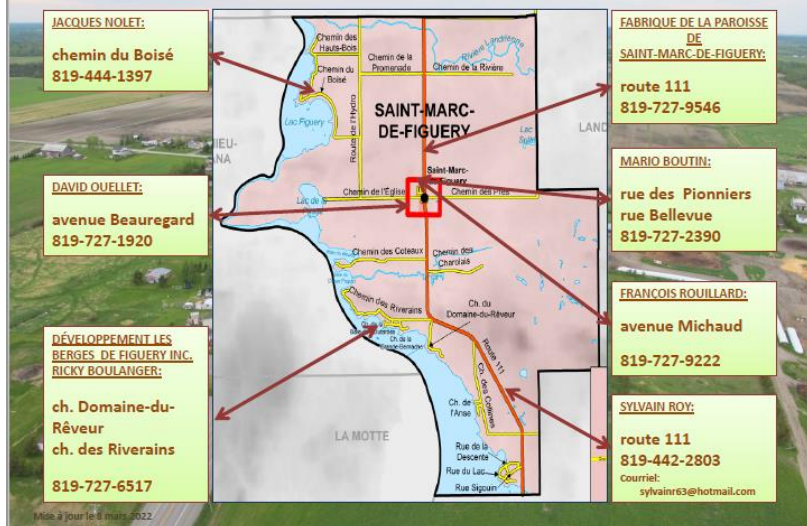 JACQUES NOLET:
chemin du Boisé
819-444-1397
DAVID OUELLET:
avenue Beauregard
819-727-1920
DÉVELOPPEMENT LES
BERGES DE FIGUERY INC.
RICKY BOULANGER:
ch. Domaine-du-
Rêveur
ch. des Riverains
819-727-6517
Mise à jour le 8 mars 2022
Chemin des
Hauts-Bois
Chemin de la
Promenade
Rivière Landrienne
Chemin de la Rivière
Chemin du
Boisé
Lac Figuery
Route de l'Hydro
SAINT-MARC-
DE-FIGUERY
LAND
Saint-Marc-
Chemin de l'Église
Chemin des Prés
Chemin des Coteaux
Chemin des
Charolais
Chemin des Riverains
Ch. du
Domaine-du-Rêveur
Ch. de la
Route 111
Ch. des Collines
Ch. de
l'Anse
LA MOTTE
Rue de la
Descente
Rue du Lac
Rue Sigouin
FABRIQUE DE LA PAROISSE
DE
SAINT-MARC-DE-FIGUERY:
route 111
819-727-9546
MARIO BOUTIN:
rue des Pionniers
rue Bellevue
819-727-2390
FRANÇOIS ROUILLARD:
avenue Michaud
819-727-9222
SYLVAIN ROY:
route 111
819-442-2803
Courriel:
sylvainr63@hotmail.com